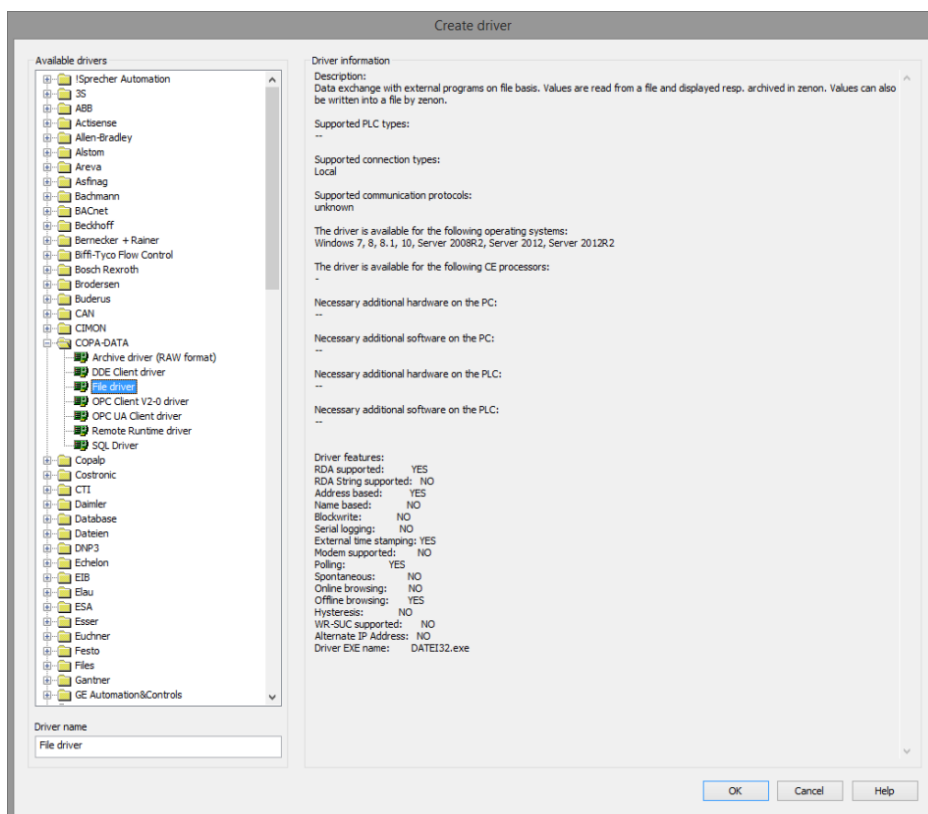 Create driver
Available drivers
!Sprecher Automation
3S
ABB
Actisense
Allen-Bradley
Alstom
Areva
Asfinag
Bachmann
BACnet
Beckhoff
Bernecker + Rainer
Biffi-Tyco Flow Control
Bosch Rexroth
Brodersen
Buderus
CAN
CIMON
COPA-DATA
Archive driver (RAW format)
DDE Client driver
File driver
OPC Client V2-0 driver
OPC UA Client driver
Remote Runtime driver
SQL Driver
Copalp
Costronic
CTI
Daimler
Database
Dateien
DNP3
Echelon
EIB
Elau
ESA
Esser
Euchner
Festo
Files
Gantner
GE Automation&Controls
Driver name
File driver
Driver information
Description:
Data exchange with external programs on file basis. Values are read from a file and displayed resp. archived in zenon. Values can also
be written into a file by zenon.
Supported PLC types:
--
Supported connection types:
Local
Supported communication protocols:
unknown
The driver is available for the following operating systems:
Windows 7, 8, 8.1, 10, Server 2008R2, Server 2012, Server 2012R2
The driver is available for the following CE processors:
-
Necessary additional hardware on the PC:
--
Necessary additional software on the PC:
--
Necessary additional hardware on the PLC:
--
Necessary additional software on the PLC:
--
Driver features:
RDA supported: YES
RDA String supported: NO
Address based: YES
Name based: NO
Blockwrite: NO
Serial logging: NO
External time stamping: YES
Modem supported: NO
Polling: YES
Spontaneous: NO
Online browsing: NO
Offline browsing: YES
Hysteresis: NO
WR-SUC supported: NO
Alternate IP Address: NO
Driver EXE name: DATEI32.exe
OK
Cancel
Help